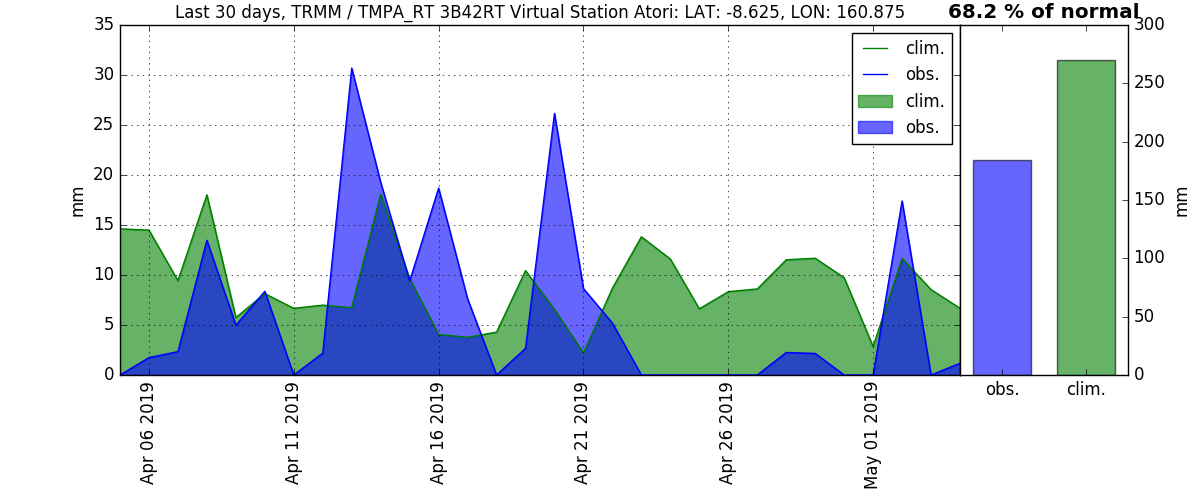 Last 30 days, TRMM / TMPA_RT 3B42RT Virtual Station Atori: LAT: -8.625, LON: 160.875
68.2 % of normal
35
30
25
20
15
10
5
0
mm
clim.
obs.
clim.
obs.
Apr 06 2019
Apr 11 2019
Apr 16 2019
Apr 21 2019
Apr 26 2019
May 01 2019
300
250
200
150
100
50
0
mm
obs.
clim.